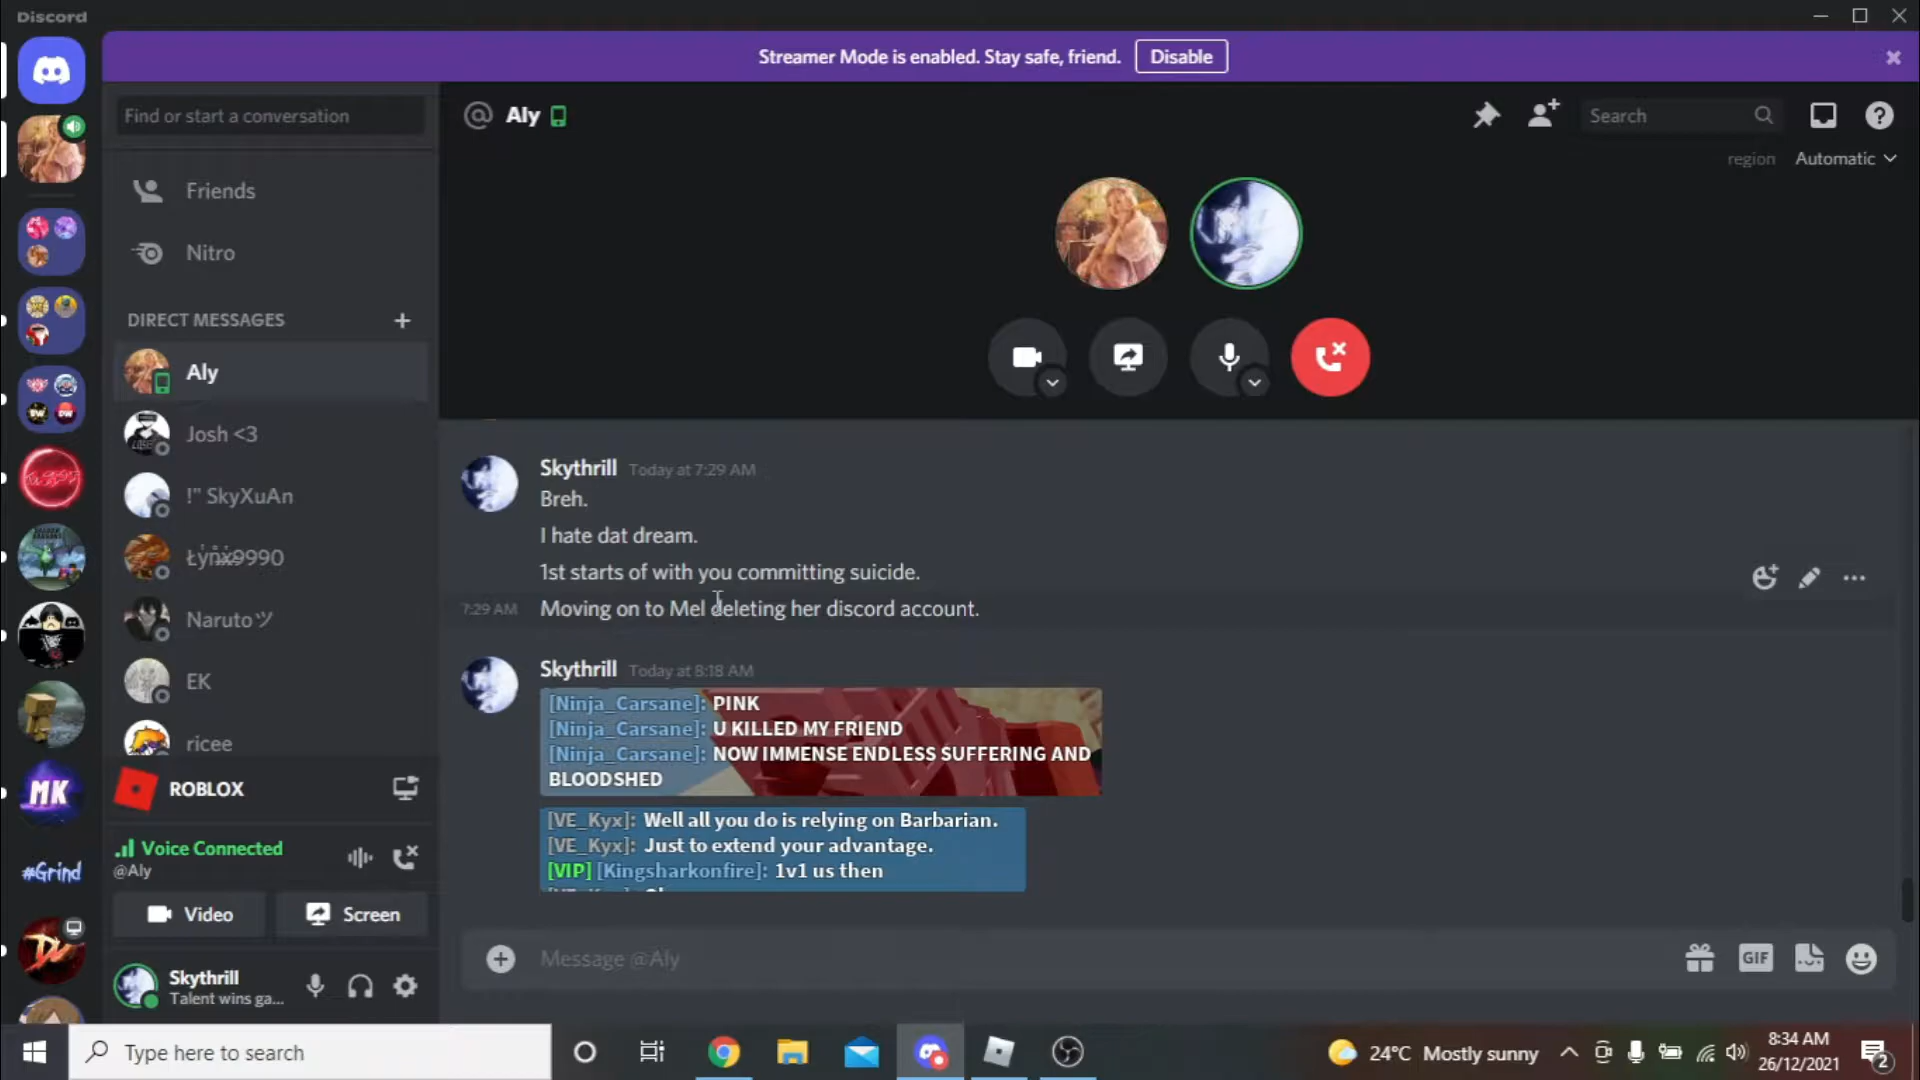 Discord
Streamer Mode is enabled. Stay safe, friend.
Disable
Find or start a conversation
Friends
Nitro
DIRECT MESSAGES
Aly
Josh <3
!" SkyXuAn
Naruto ツ
EK
ricee
ROBLOX
Voice Connected
@Aly
Video
Screen
Skythrill
Talent wins ga...
MK
#Grind
@ Aly
Search
region
Automatic
Skythrill Today at 7:29 AM
Breh.
I hate dat dream.
1st starts of with you committing suicide.
7:29 AM Moving on to Mel deleting her discord account.
Skythrill Today at 8:18 AM
[Ninja_Carsane]: PINK
[Ninja_Carsane]: U KILLED MY FRIEND
[Ninja_Carsane]: NOW IMMENSE ENDLESS SUFFERING AND
BLOODSHED
[VE_Kyx]: Well all you do is relying on Barbarian.
[VE_Kyx]: Just to extend your advantage.
[VIP] [Kingsharkonfire]: 1v1 us then
Message @Aly
GIF
Type here to search
24°C Mostly sunny
8:34 AM
26/12/2021
2